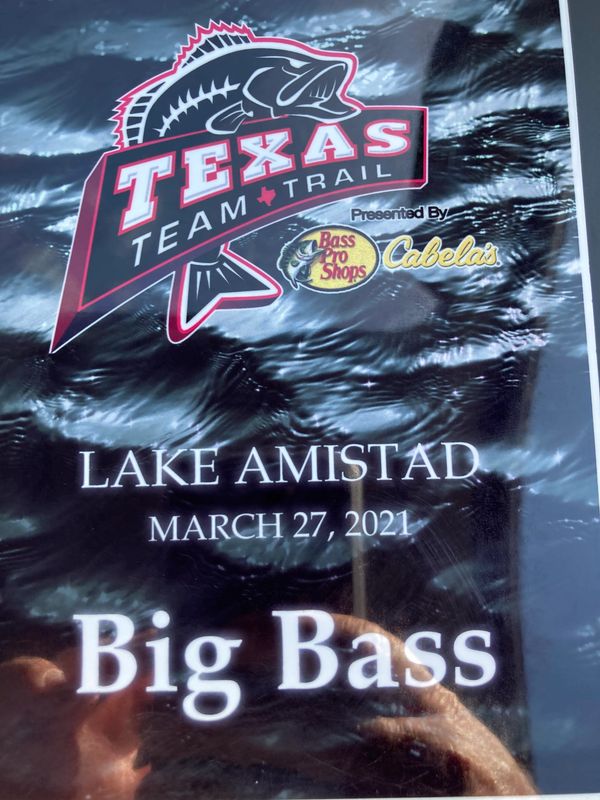 TEXAS
TEAM TRAIL
Presented By
Bass Pro Shops Cabela's
LAKE AMISTAD
MARCH 27, 2021
Big Bass